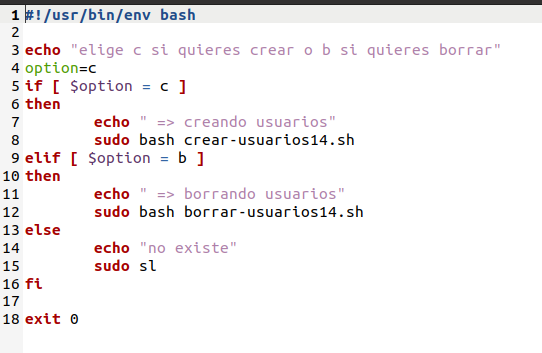 1 #!/usr/bin/env bash
2
3 echo "elige c si quieres crear o b si quieres borrar"
4 option=c
5 if [ $option = c ]
6 then
7         echo " => creando usuarios"
8         sudo bash crear-usuarios14.sh
9 elif [ $option = b ]
10 then
11         echo " => borrando usuarios"
12         sudo bash borrar-usuarios14.sh
13 else
14         echo "no existe"
15         sudo sl
16 fi
17
18 exit 0